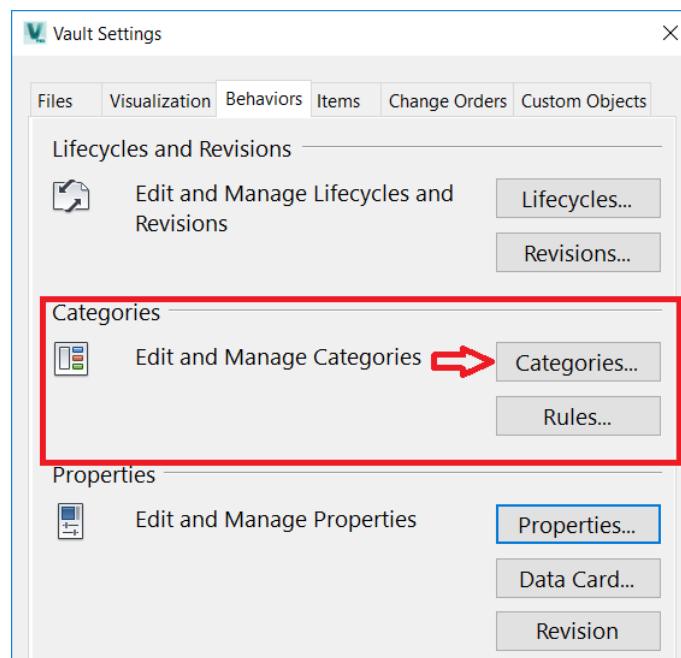 Vault Settings
Files Visualization Behaviors Items Change Orders Custom Objects
Lifecycles and Revisions
Edit and Manage Lifecycles and
Revisions
Lifecycles...
Revisions...
Categories
Edit and Manage Categories
Categories...
Rules...
Properties
Edit and Manage Properties
Properties...
Data Card...
Revision